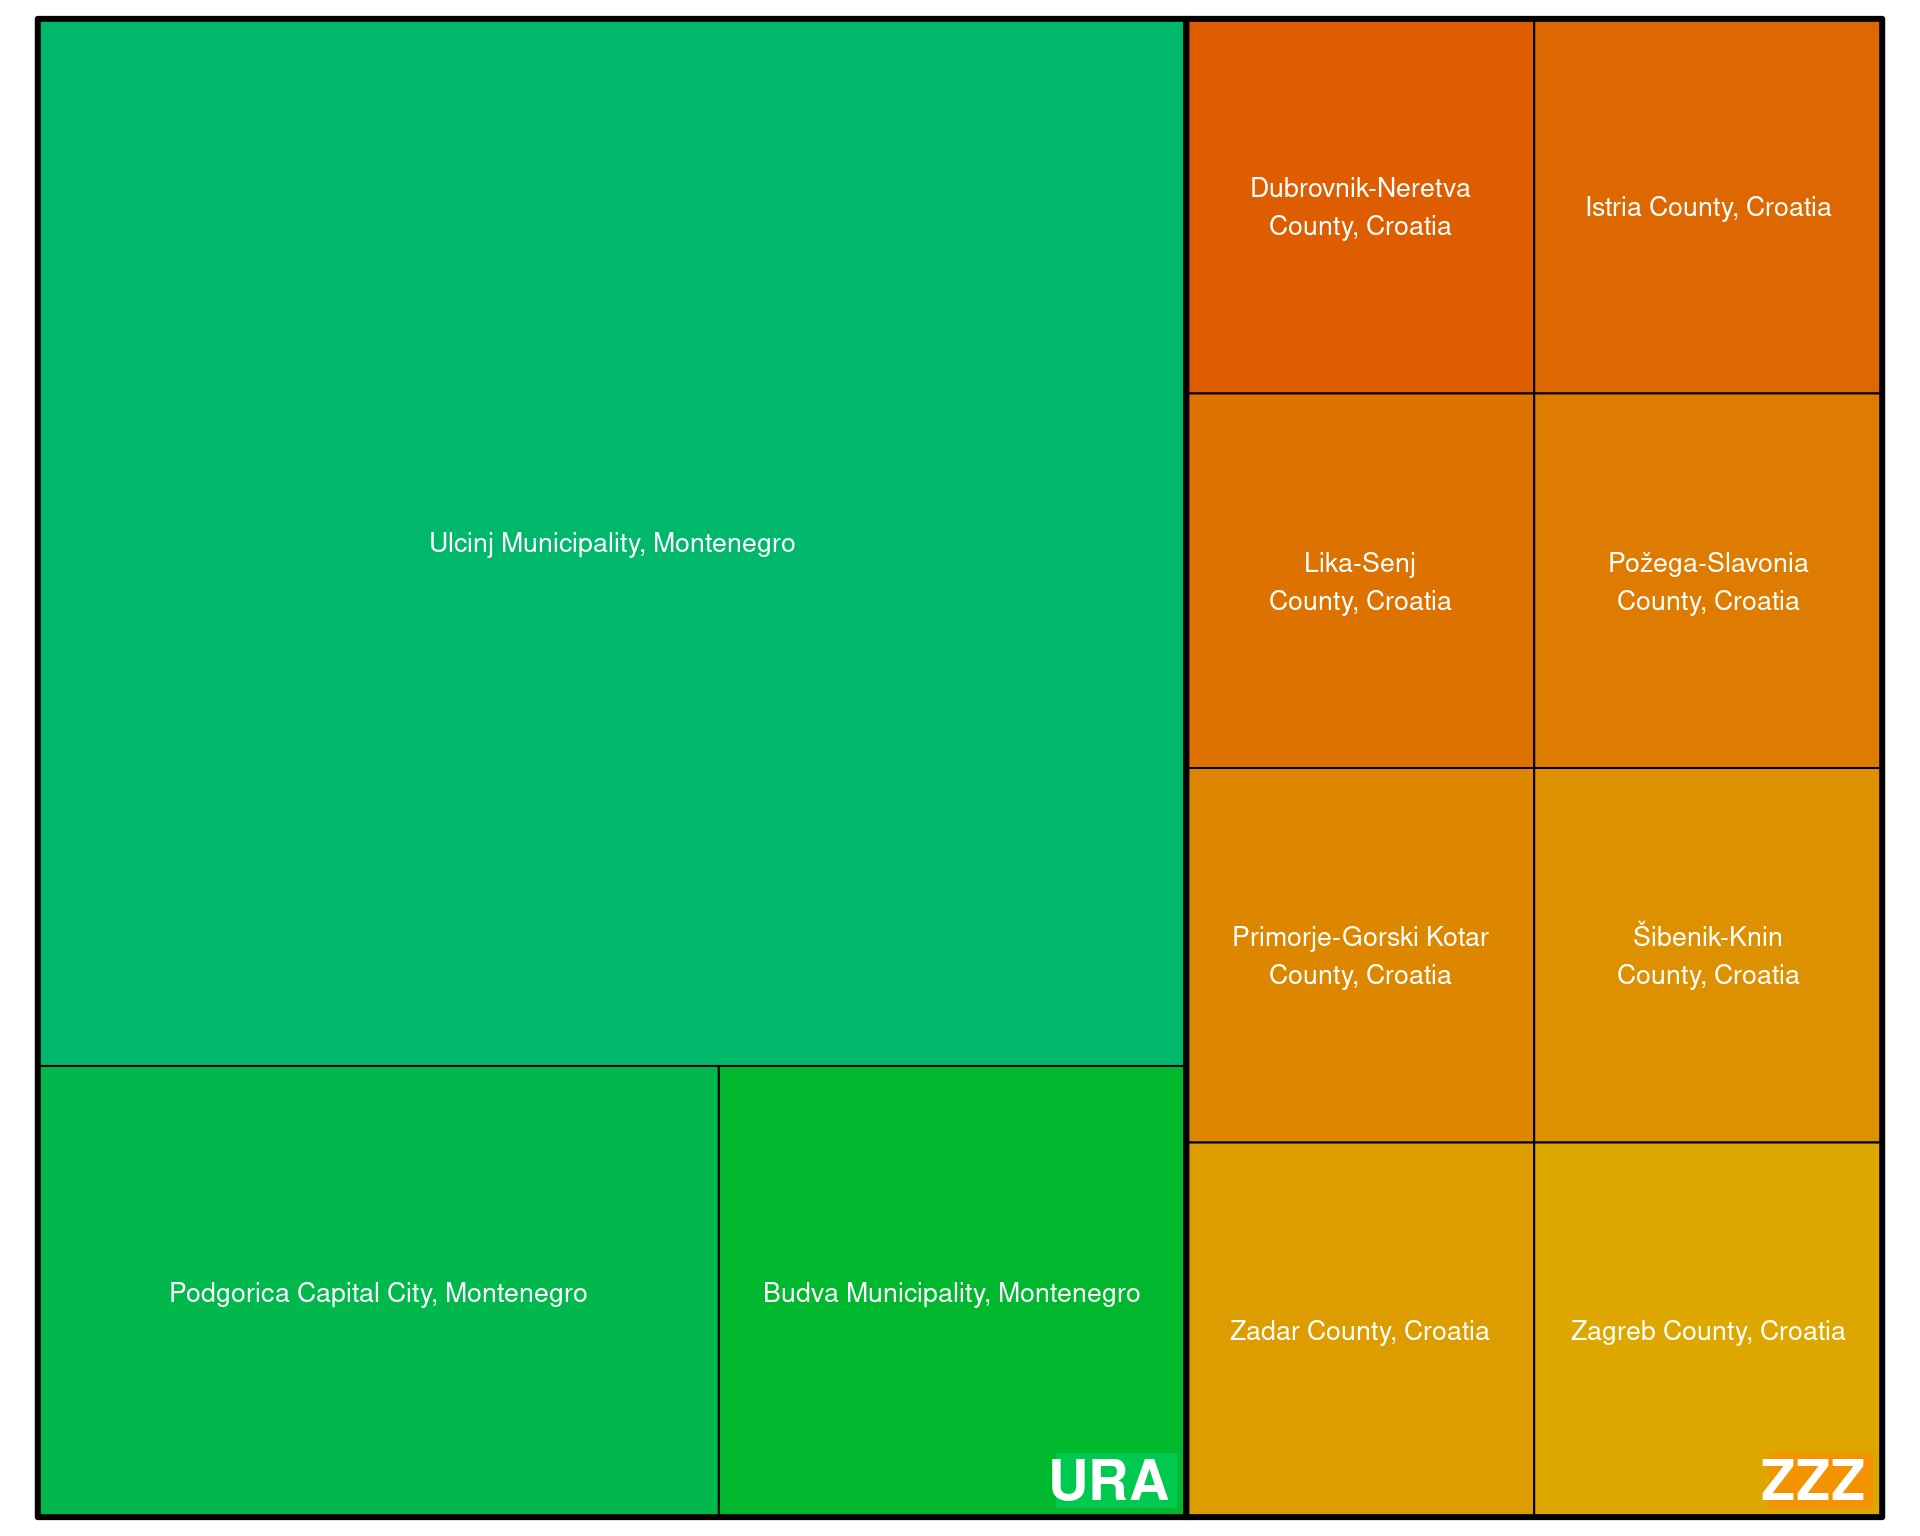 Ulcinj Municipality, Montenegro
Podgorica Capital City, Montenegro
Budva Municipality, Montenegro
URA
Dubrovnik-Neretva
County, Croatia
Istria County, Croatia
Lika-Senj
County, Croatia
Požega-Slavonia
County, Croatia
Primorje-Gorski Kotar
County, Croatia
Šibenik-Knin
County, Croatia
Zadar County, Croatia
Zagreb County, Croatia
ZZZ